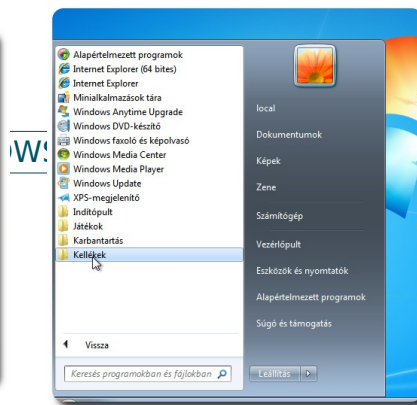 Alapértelmezett programok
Internet Explorer (64 bites)
Internet Explorer
Minialkalmazások tára
Windows Anytime Upgrade
Windows DVD-készítő
Windows faxoló és képolvasó
Windows Media Center
Windows Media Player
Windows Update
XPS-megjelenítő
Indítópult
Játékok
Karbantartás
Kellékek
Vissza
Keresés programokban és fájlokban
local
Dokumentumok
Képek
Zene
Számítógép
Vezérlőpult
Eszközök és nyomtatók
Alapértelmezett programok
Súgó és támogatás
Leállítás